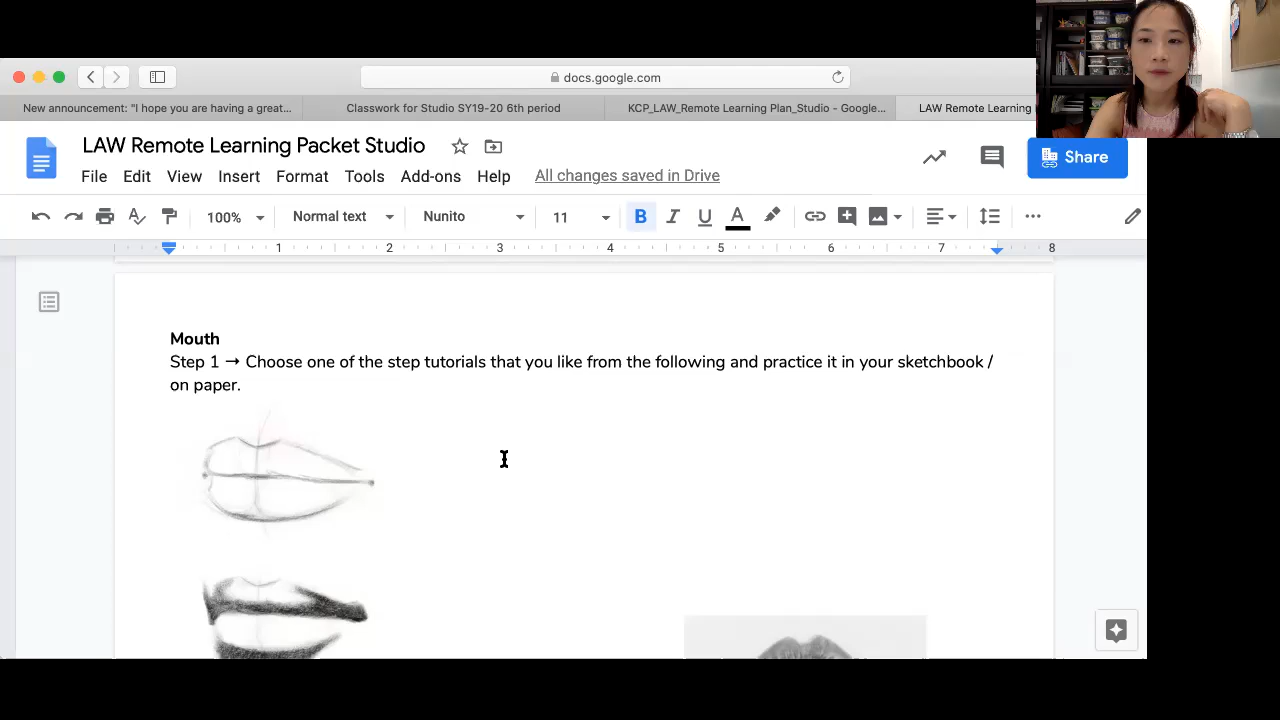 docs.google.com
New announcement: "I hope you are having a great...
Classwork for Studio SY19-20 6th period
KCP_LAW_Remote Learning Plan_Studio - Google...
LAW Remote Learning
LAW Remote Learning Packet Studio
File Edit View Insert Format Tools Add-ons Help All changes saved in Drive
Share
100% Normal text Nunito 11 B I U A
1 2 3 4 5 6 7 8
Mouth
Step 1 → Choose one of the step tutorials that you like from the following and practice it in your sketchbook /
on paper.